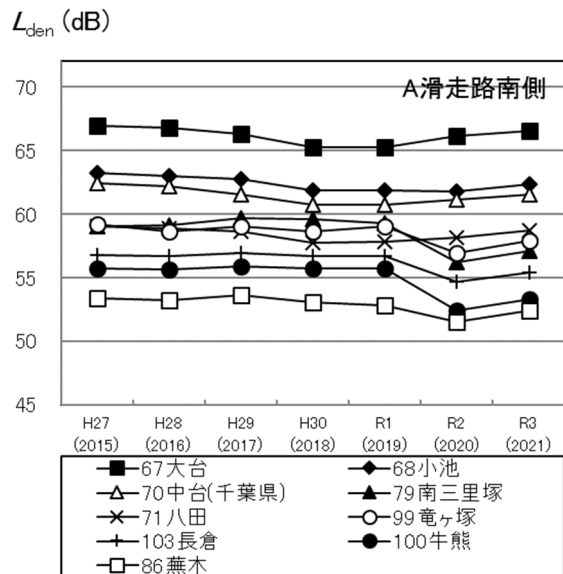 Lden (dB)
A滑走路南側
70
65
60
55
50
45
H27 H28 H29 H30 R1 R2 R3
(2015) (2016) (2017) (2018) (2019) (2020) (2021)
67大台 68小池
70中台(千葉県) 79南三里塚
71八田 99竜ヶ塚
103長倉 100牛熊
86蕪木